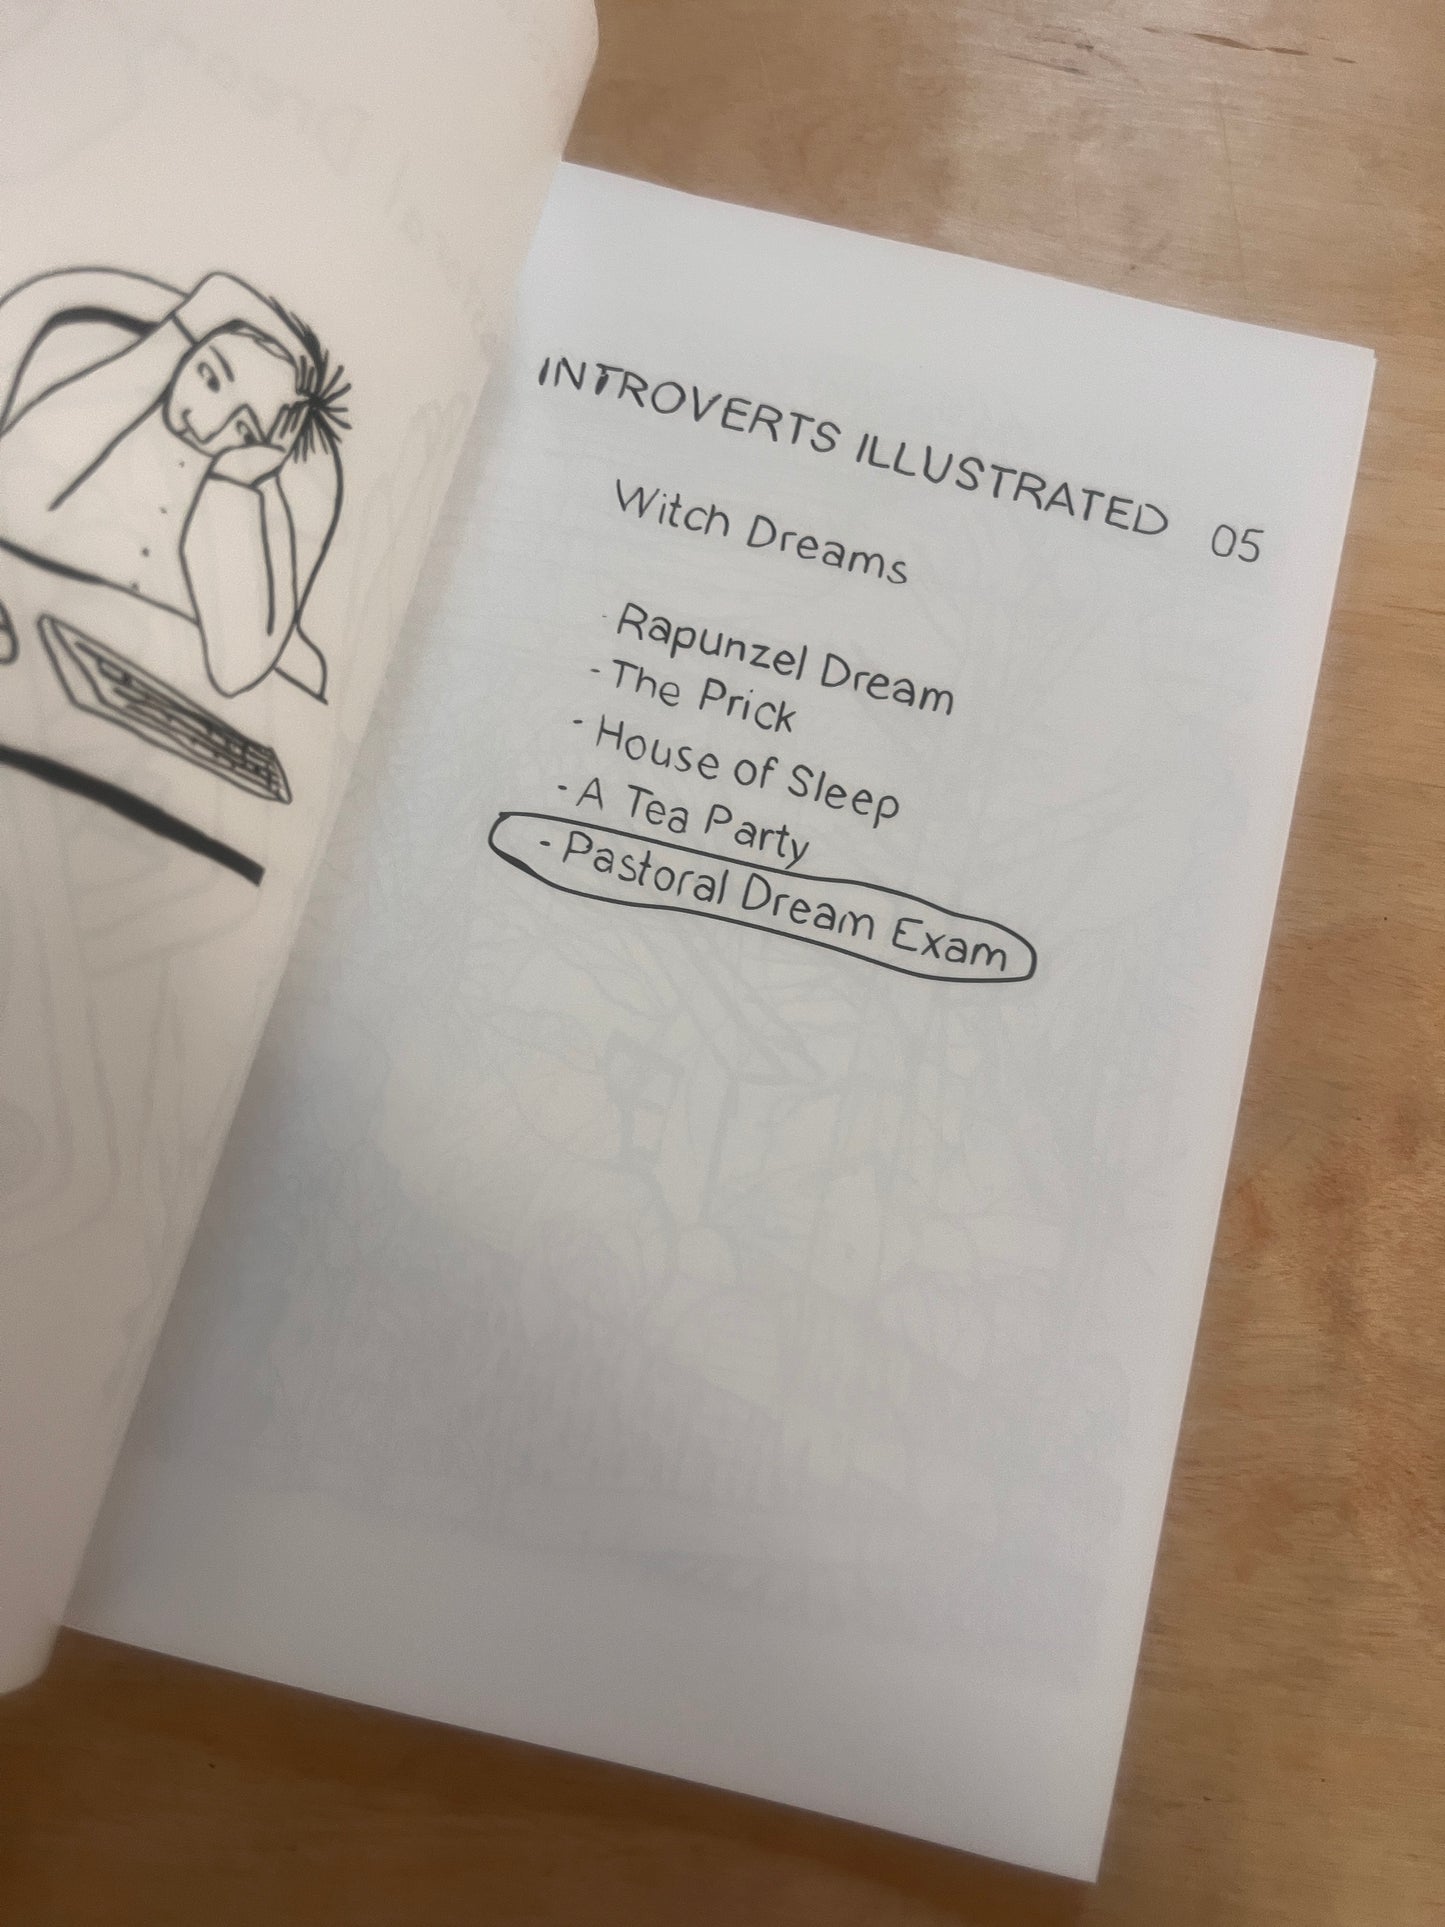 INTROVERTS ILLUSTRATED 05
Witch Dreams
- Rapunzel Dream
- The Prick
- House of Sleep
- A Tea Party
- Pastoral Dream Exam